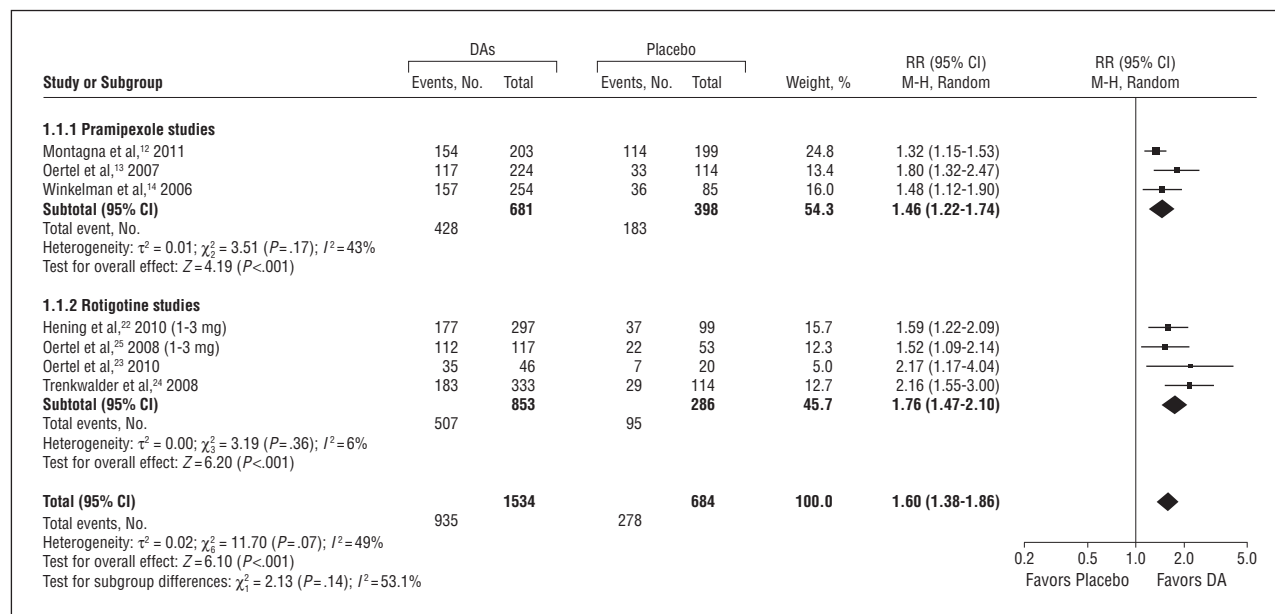 DAs Placebo
RR (95% CI) RR (95% CI)
Study or Subgroup Events, No. Total Events, No. Total Weight, % M-H, Random M-H, Random
1.1.1 Pramipexole studies
Montagna et al,¹² 2011 154 203 114 199 24.8 1.32 (1.15-1.53)
Oertel et al,¹³ 2007 117 224 33 114 13.4 1.80 (1.32-2.47)
Winkelman et al,¹⁴ 2006 157 254 36 85 16.0 1.48 (1.12-1.90)
Subtotal (95% CI) 681 398 54.3 1.46 (1.22-1.74)
Total event, No. 428 183
Heterogeneity: τ² = 0.01; χ²₂ = 3.51 (P=.17); I²=43%
Test for overall effect: Z=4.19 (P<.001)
1.1.2 Rotigotine studies
Hening et al,²² 2010 (1-3 mg) 177 297 37 99 15.7 1.59 (1.22-2.09)
Oertel et al,²⁵ 2008 (1-3 mg) 112 117 22 53 12.3 1.52 (1.09-2.14)
Oertel et al,²³ 2010 35 46 7 20 5.0 2.17 (1.17-4.04)
Trenkwalder et al,²⁴ 2008 183 333 29 114 12.7 2.16 (1.55-3.00)
Subtotal (95% CI) 853 286 45.7 1.76 (1.47-2.10)
Total events, No. 507 95
Heterogeneity: τ² = 0.00; χ²₃ = 3.19 (P=.36); I²=6%
Test for overall effect: Z=6.20 (P<.001)
Total (95% CI) 1534 684 100.0 1.60 (1.38-1.86)
Total events, No. 935 278
Heterogeneity: τ² = 0.02; χ²₆ = 11.70 (P=.07); I²=49%
Test for overall effect: Z=6.10 (P<.001)
Test for subgroup differences: χ²₁ = 2.13 (P=.14); I²=53.1%
0.2 1.0 2.0 5.0
Favors Placebo Favors DA